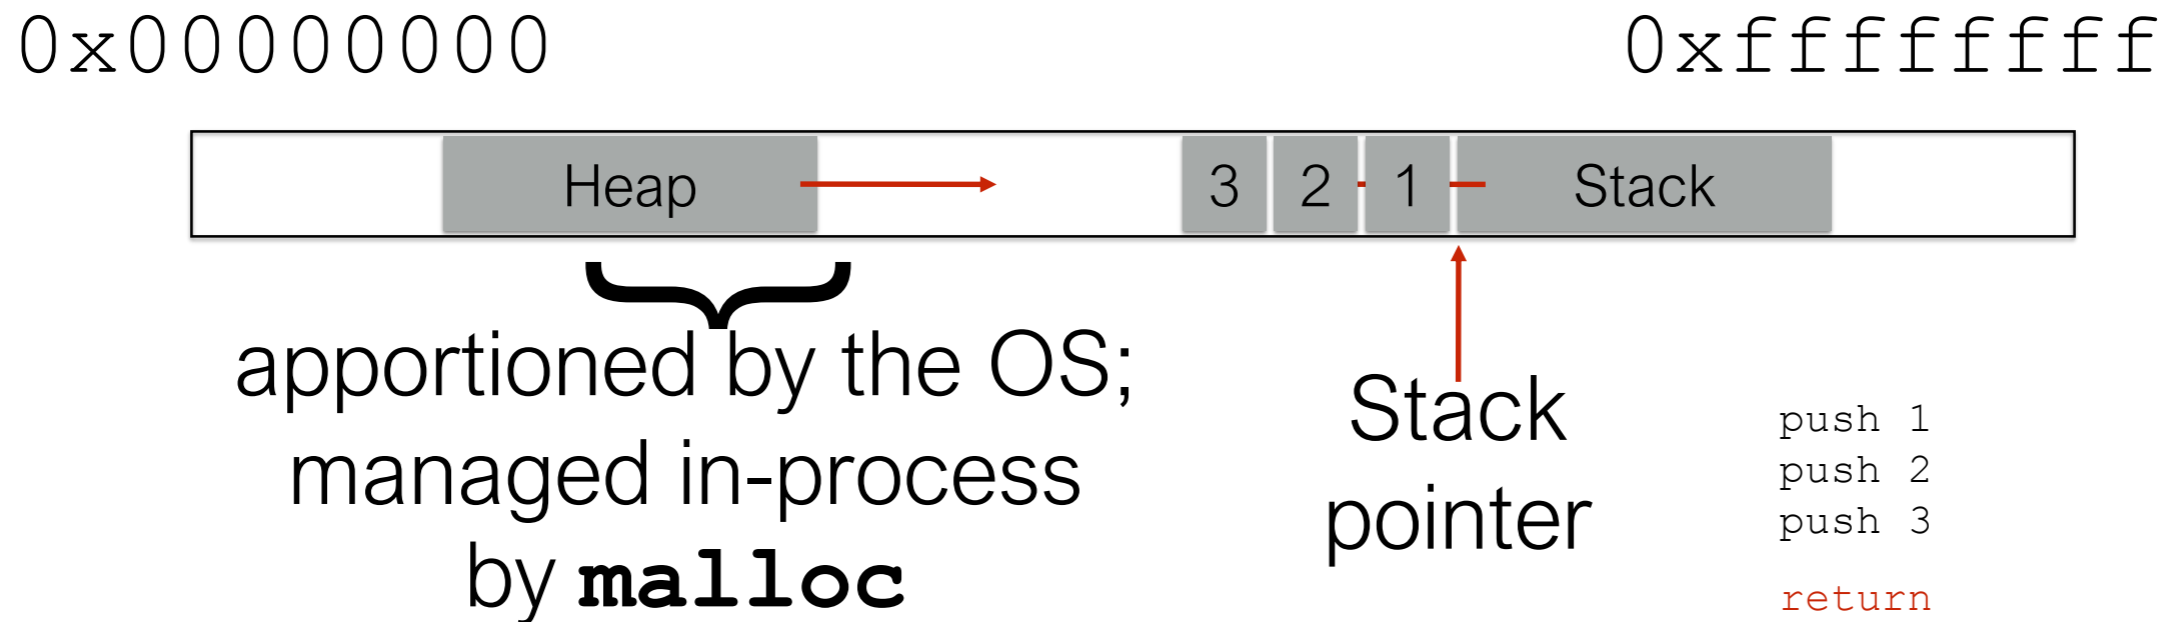 0x00000000 0xffffffff
Heap 3 2 1 Stack
apportioned by the OS;
managed in-process
by malloc
Stack
pointer
push 1
push 2
push 3
return